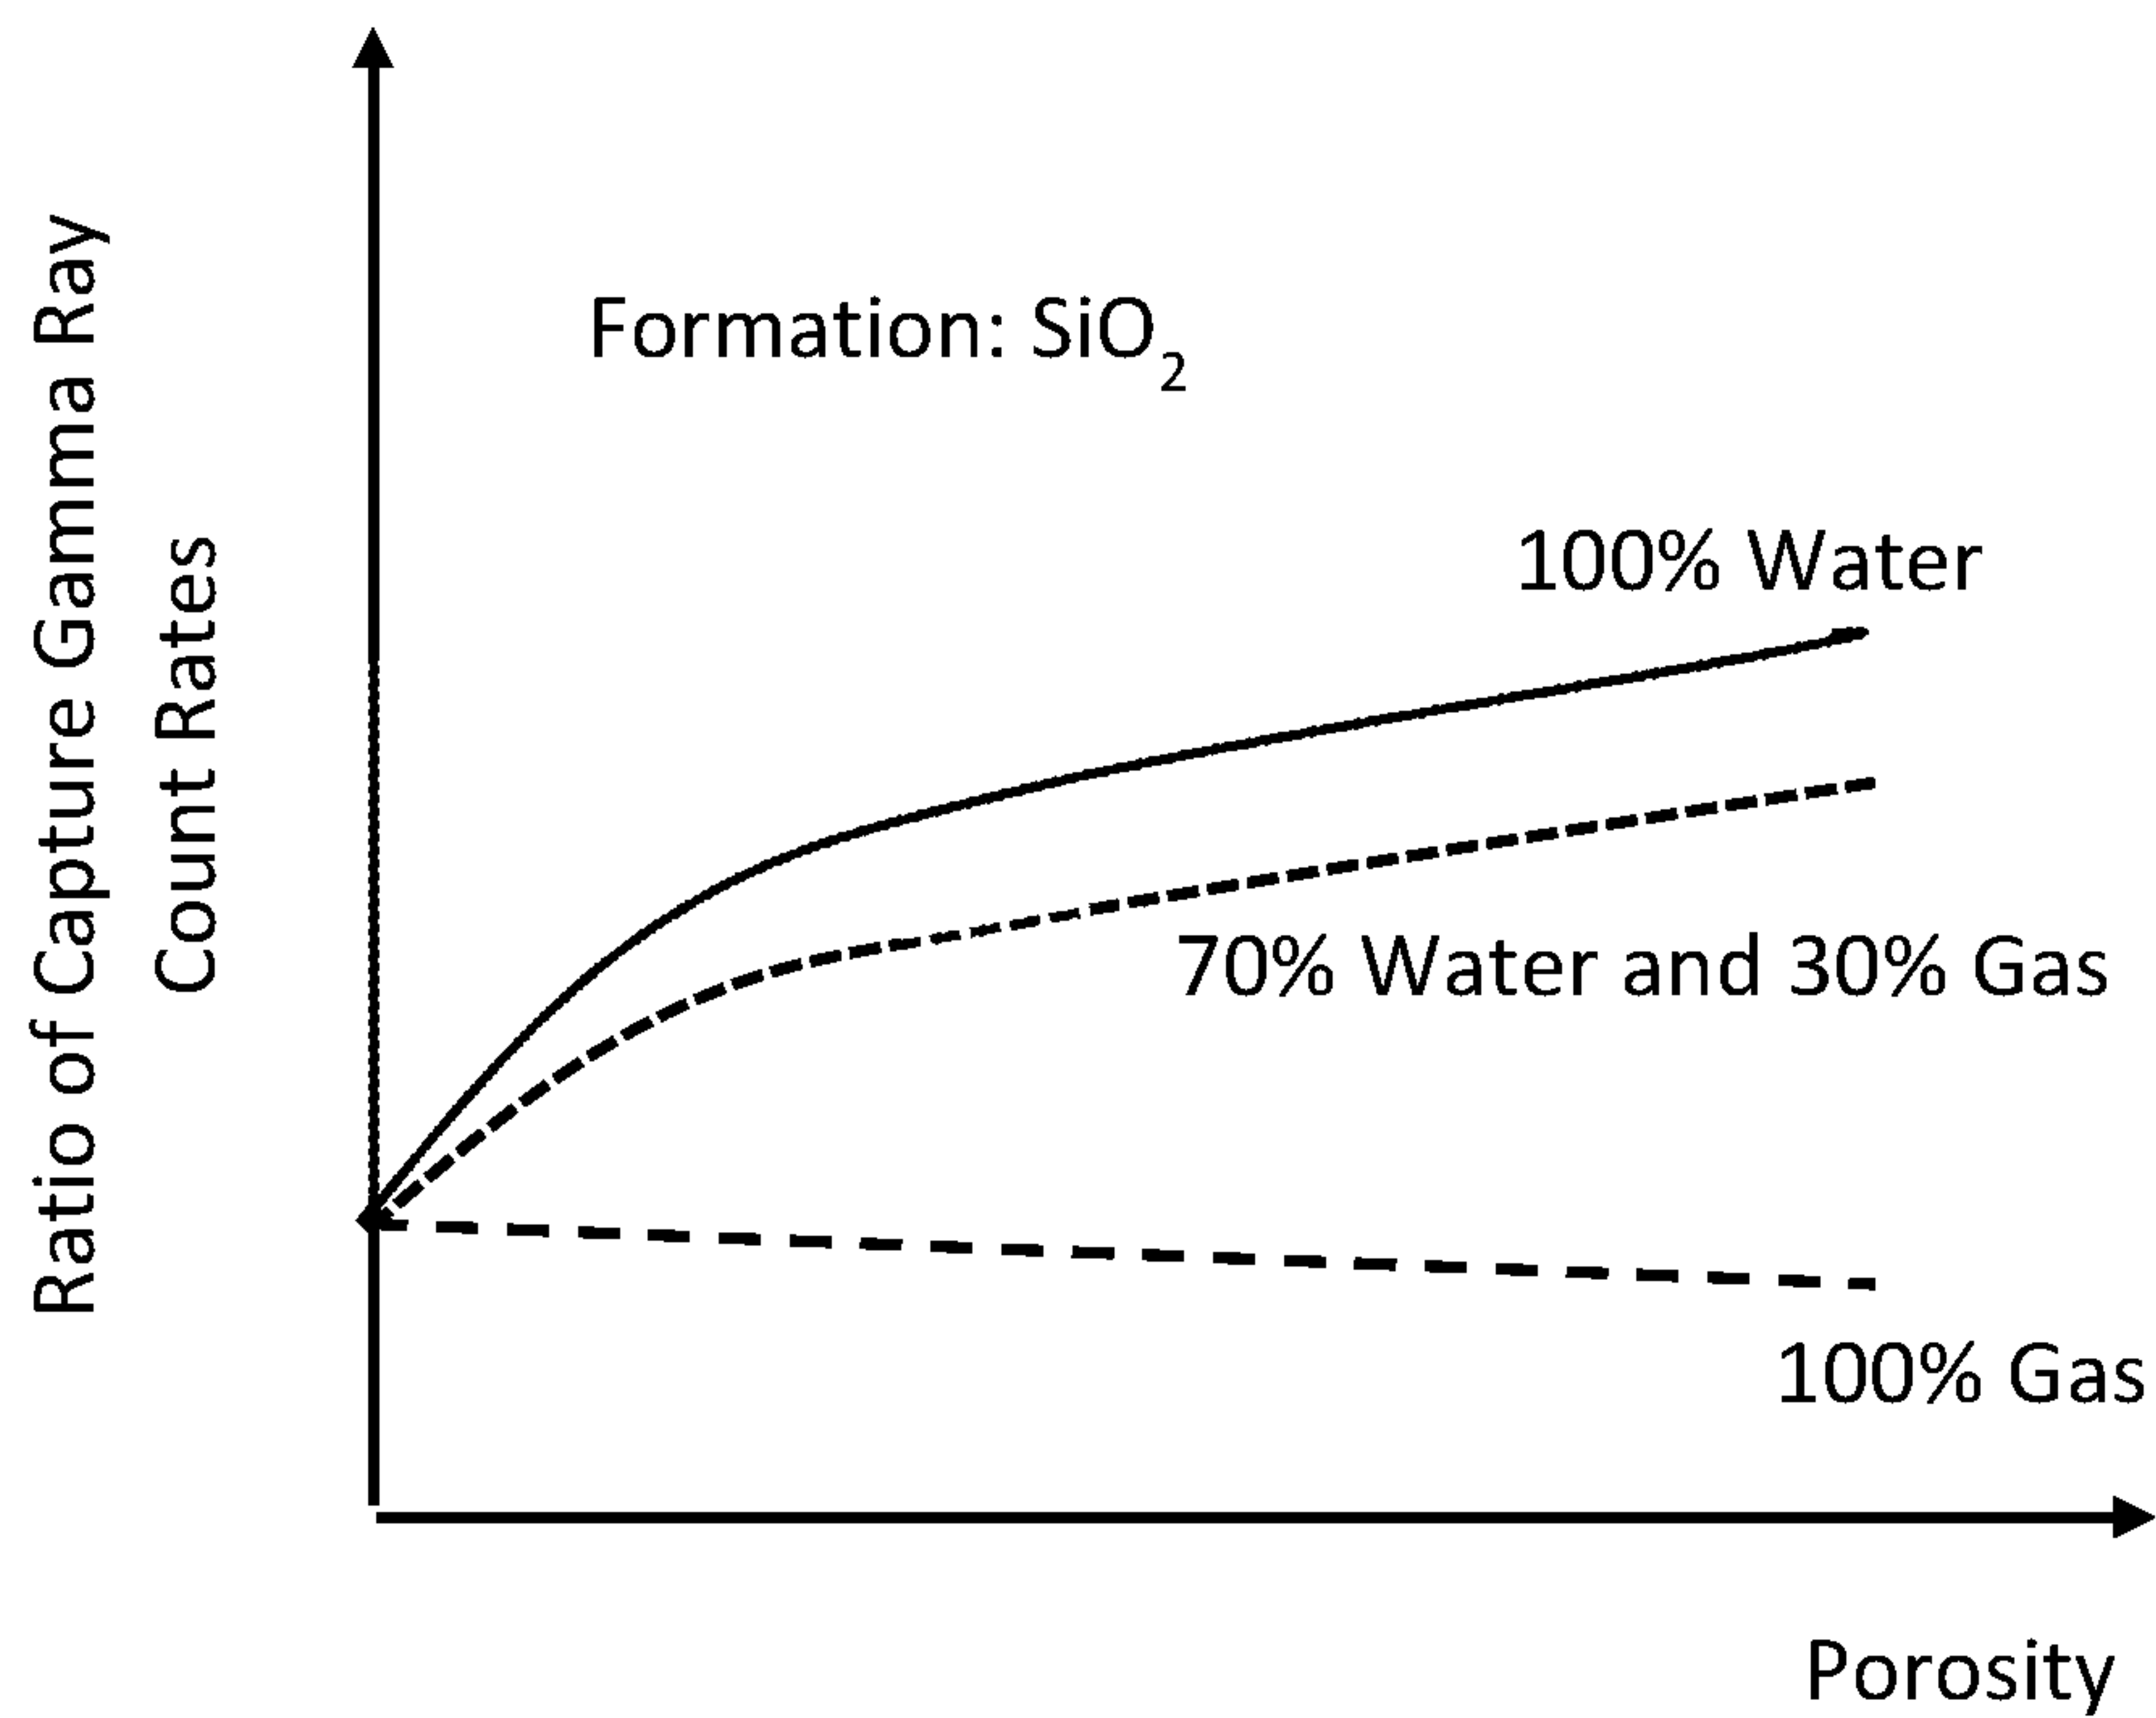 Ratio of Capture Gamma Ray
Count Rates
Formation: SiO₂
100% Water
70% Water and 30% Gas
100% Gas
Porosity